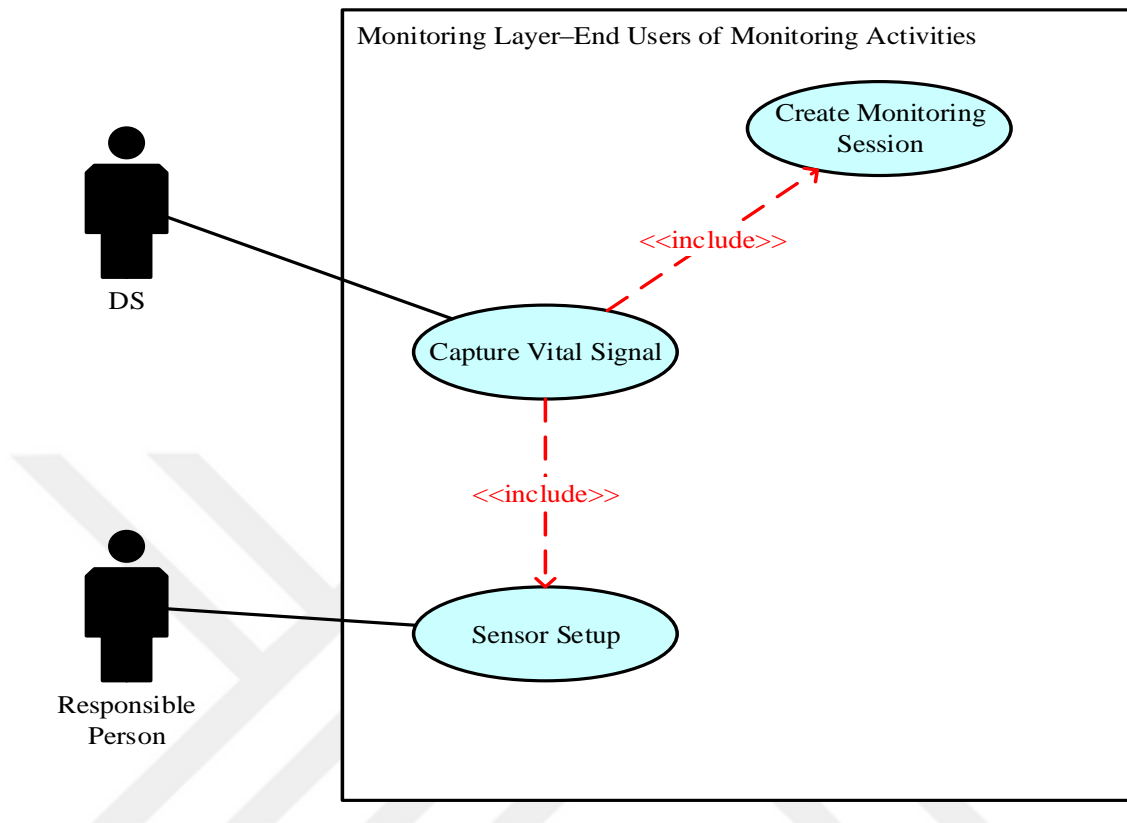 Monitoring Layer–End Users of Monitoring Activities
Create Monitoring
Session
<<include>>
DS
Capture Vital Signal
<<include>>
Sensor Setup
Responsible
Person